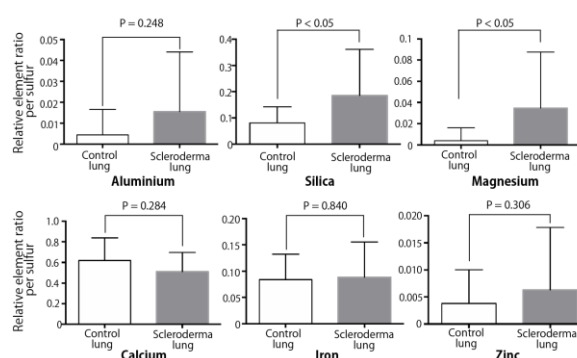 P = 0.248
P < 0.05
P < 0.05
Relative element ratio
per sulfur
0.05
0.04
0.03
0.02
0.01
0
0.4
0.3
0.2
0.1
0
0.1
0.08
0.06
0.04
0.02
0
Control
lung
Scleroderma
lung
Control
lung
Scleroderma
lung
Control
lung
Scleroderma
lung
Aluminium
Silica
Magnesium
P = 0.284
P = 0.840
P = 0.306
Relative element ratio
per sulfur
1.0
0.8
0.6
0.4
0.2
0
0.20
0.15
0.10
0.05
0.00
0.020
0.015
0.010
0.005
0
Control
lung
Scleroderma
lung
Control
lung
Scleroderma
lung
Control
lung
Scleroderma
lung
Calcium
Iron
Zinc